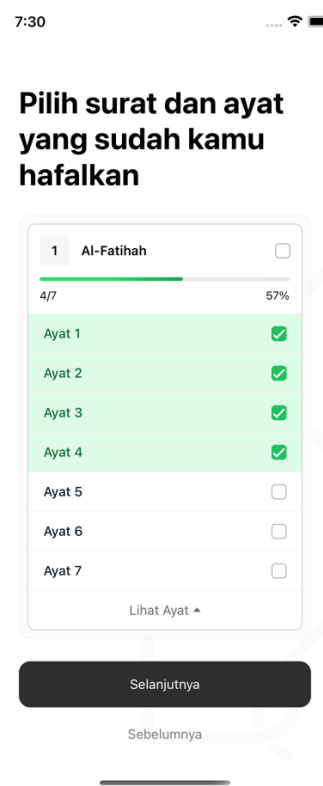 7:30
Pilih surat dan ayat
yang sudah kamu
hafalkan
1 Al-Fatihah
4/7 57%
Ayat 1
Ayat 2
Ayat 3
Ayat 4
Ayat 5
Ayat 6
Ayat 7
Lihat Ayat
Selanjutnya
Sebelumnya